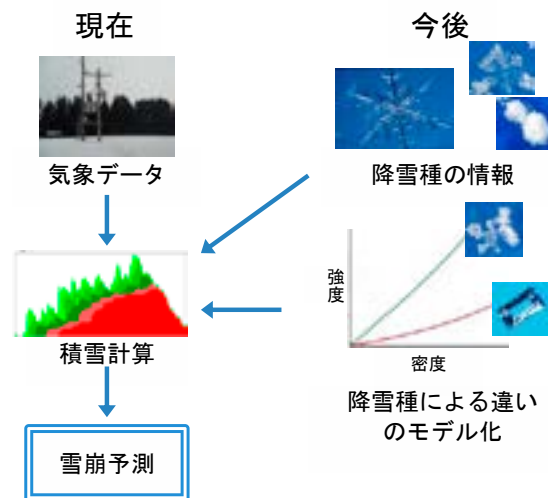 現在
今後
気象データ
降雪種の情報
強度
密度
積雪計算
降雪種による違い
のモデル化
雪崩予測